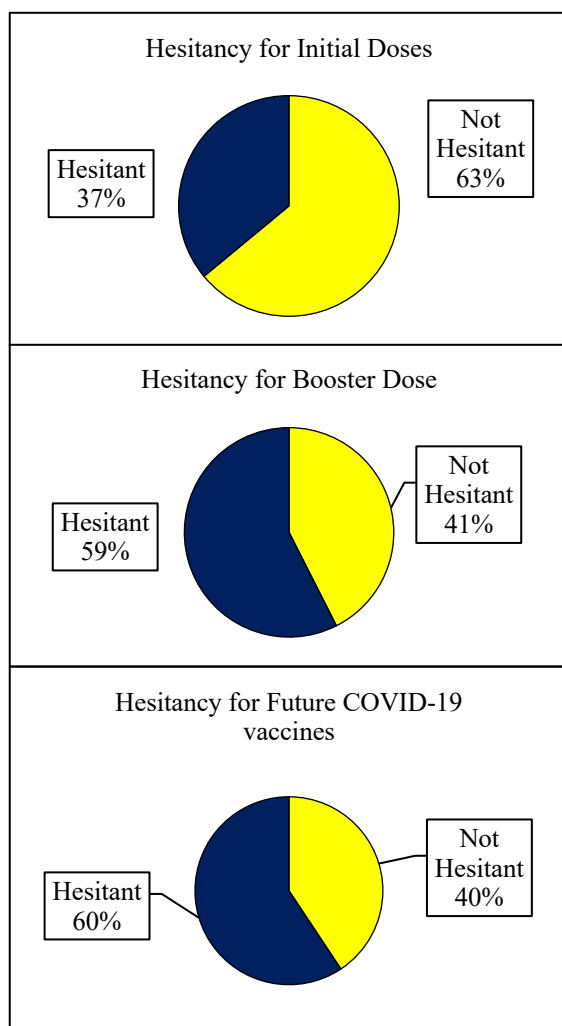 Hesitancy for Initial Doses
Hesitant
37%
Not
Hesitant
63%
Hesitancy for Booster Dose
Hesitant
59%
Not
Hesitant
41%
Hesitancy for Future COVID-19
vaccines
Hesitant
60%
Not
Hesitant
40%